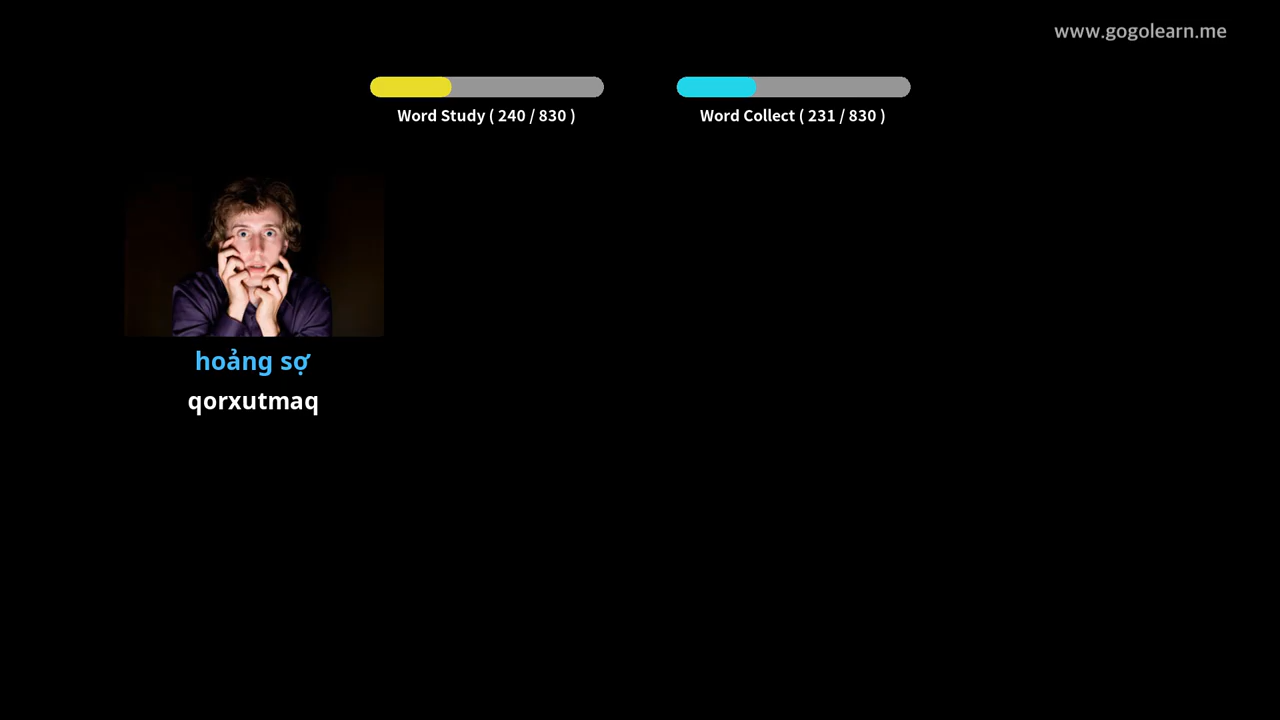 www.gogolearn.me
Word Study ( 240 / 830 )
Word Collect ( 231 / 830 )
hoảng sợ
qorxutmaq